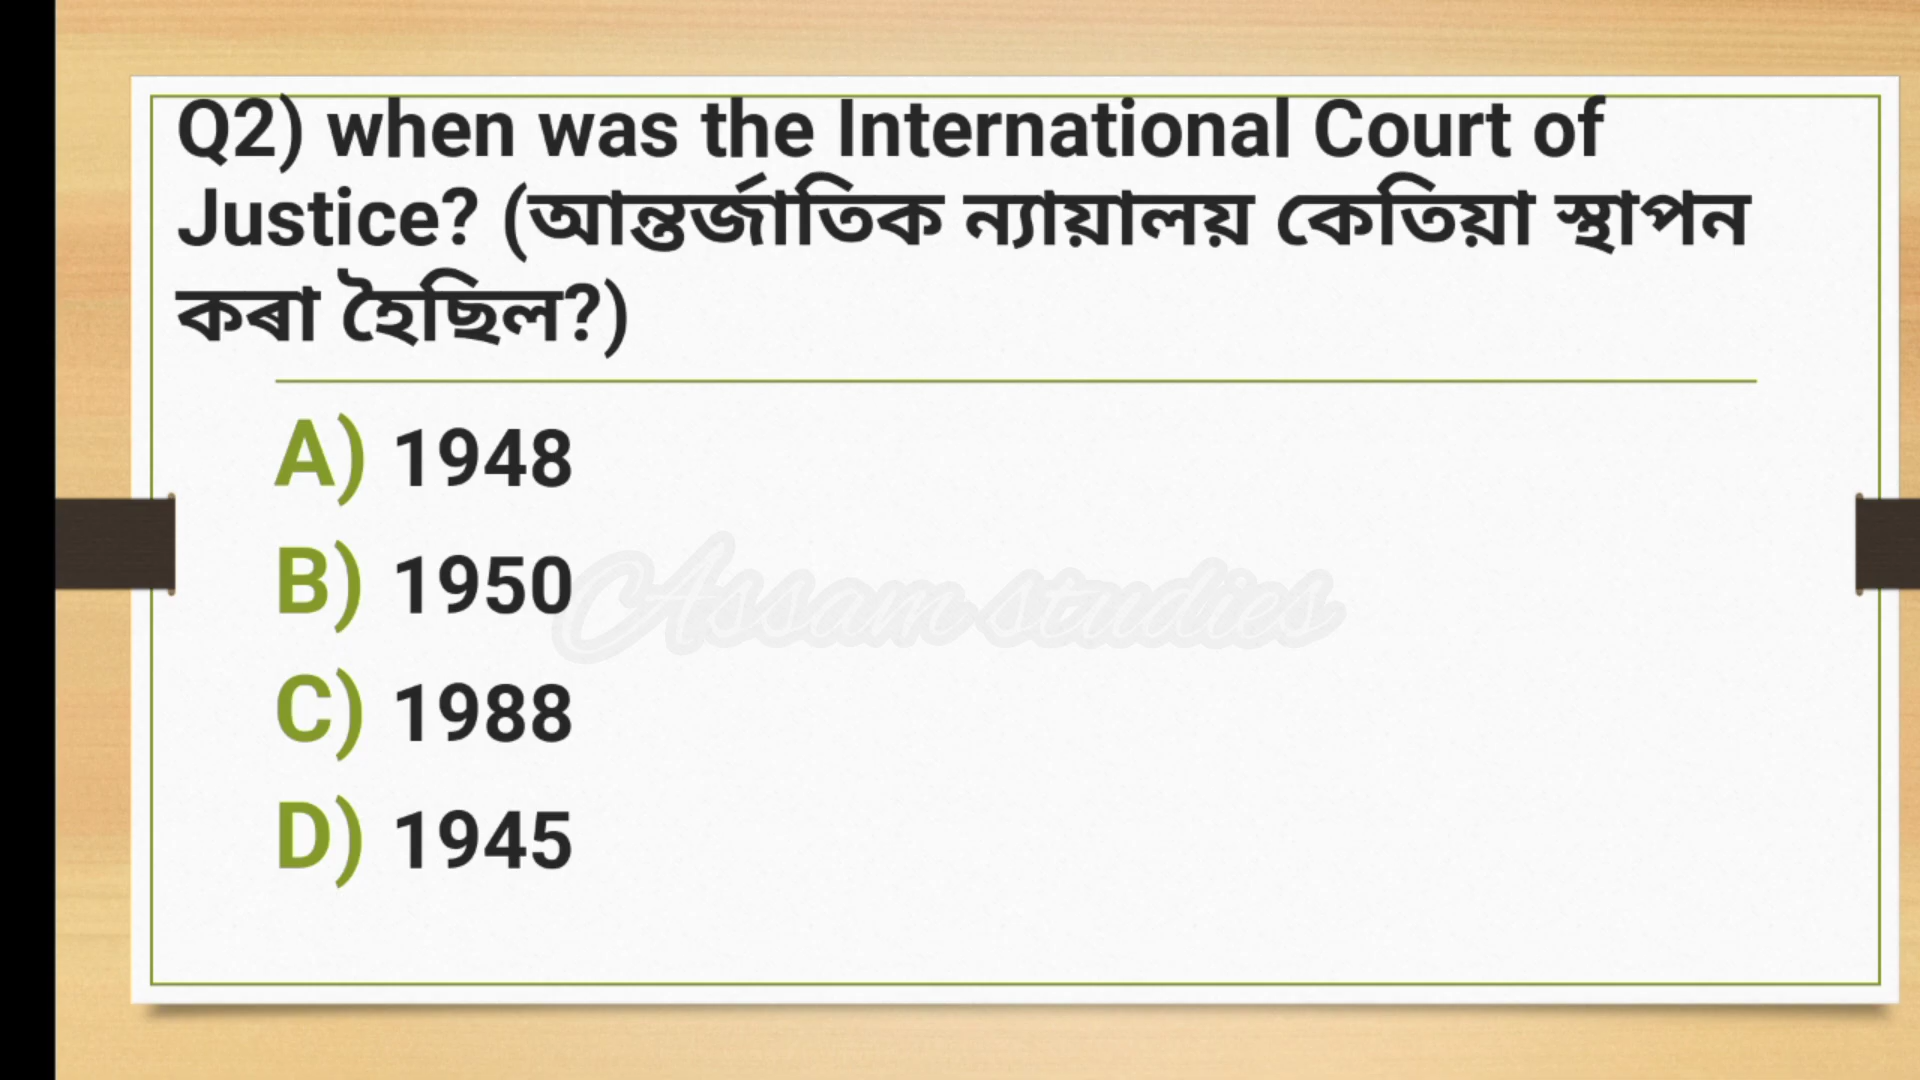 Q2) when was the International Court of
Justice? (আন্তৰ্জাতিক ন্যায়ালয় কেতিয়া স্থাপন
কৰা হৈছিল?)
A) 1948
B) 1950
Assam studies
C) 1988
D) 1945